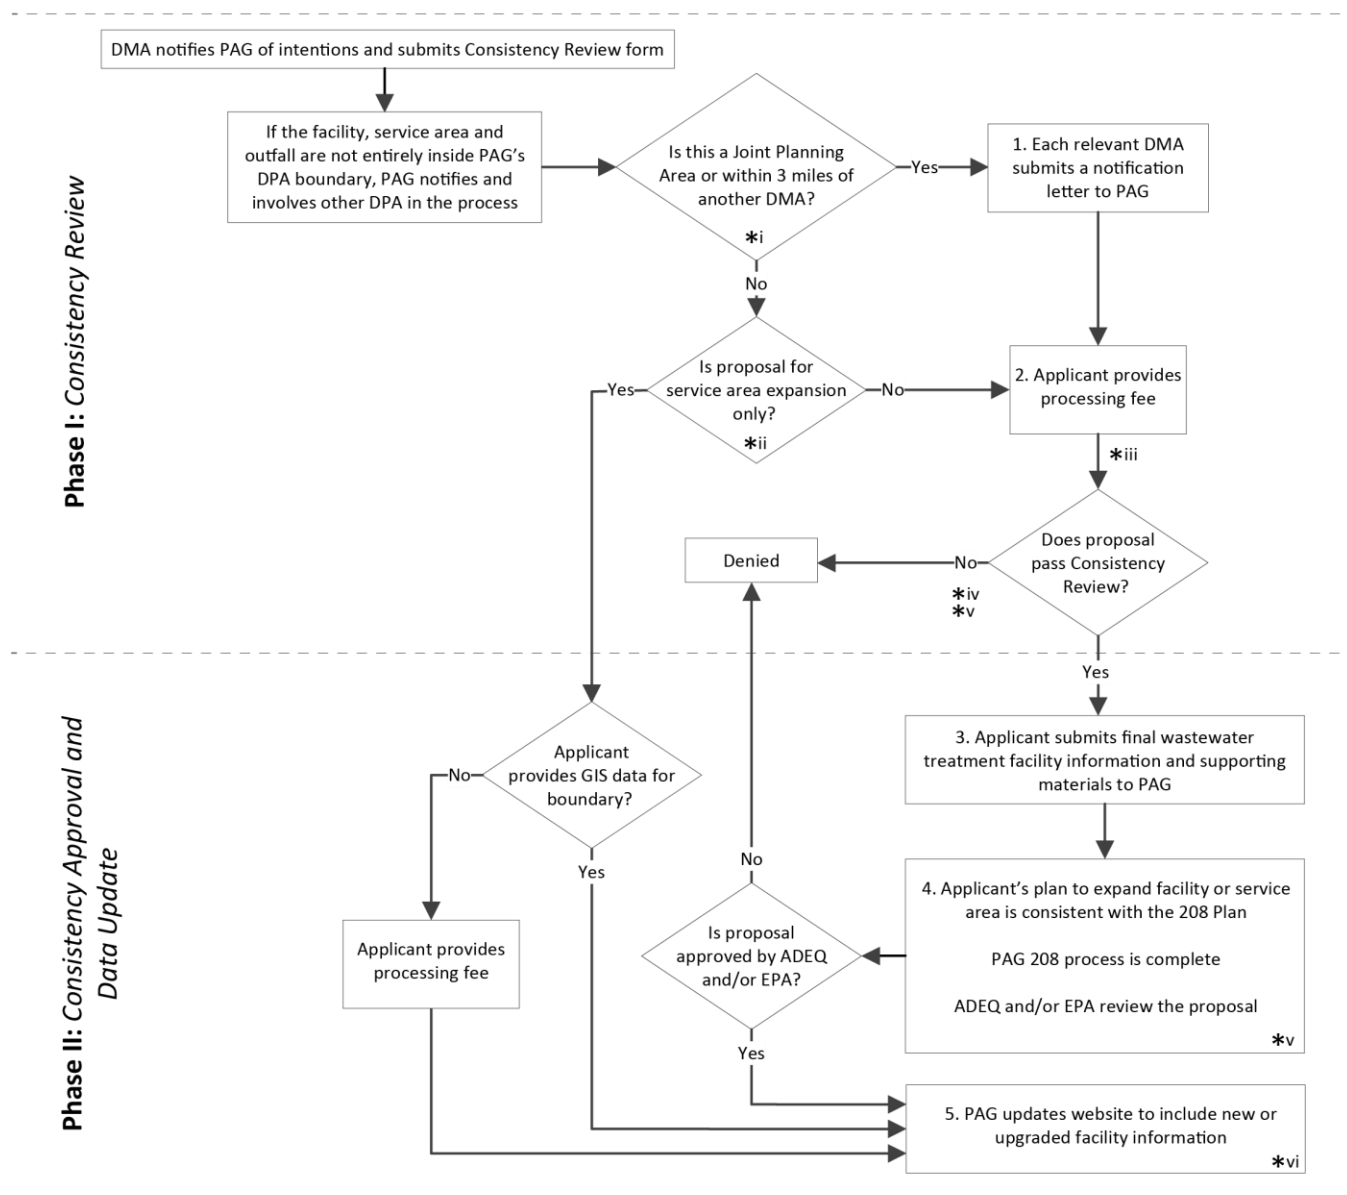 DMA notifies PAG of intentions and submits Consistency Review form
If the facility, service area and
outfall are not entirely inside PAG's
DPA boundary, PAG notifies and
involves other DPA in the process
Is this a Joint Planning
Area or within 3 miles of
another DMA?
*i
Yes
1. Each relevant DMA
submits a notification
letter to PAG
No
Phase I: Consistency Review
Is proposal for
service area expansion
only?
*ii
Yes
No
2. Applicant provides
processing fee
*iii
Does proposal
pass Consistency
Review?
No
*iv
*v
Denied
Yes
Phase II: Consistency Approval and
Data Update
3. Applicant submits final wastewater
treatment facility information and supporting
materials to PAG
Applicant
provides GIS data for
boundary?
No
Yes
Applicant provides
processing fee
4. Applicant's plan to expand facility or service
area is consistent with the 208 Plan
PAG 208 process is complete
ADEQ and/or EPA review the proposal
*v
Is proposal
approved by ADEQ
and/or EPA?
No
Yes
5. PAG updates website to include new or
upgraded facility information
*vi